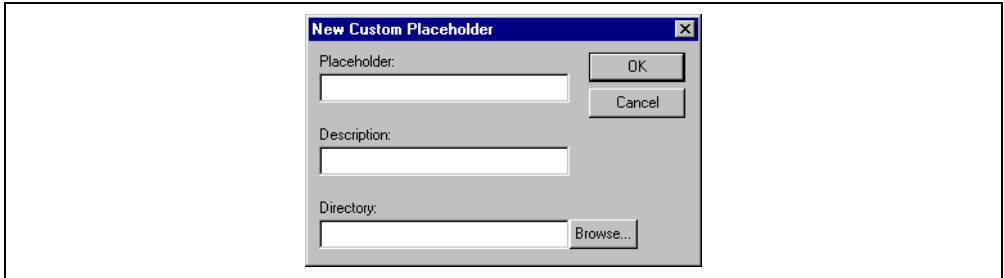 New Custom Placeholder
Placeholder:
OK
Cancel
Description:
Directory:
Browse...